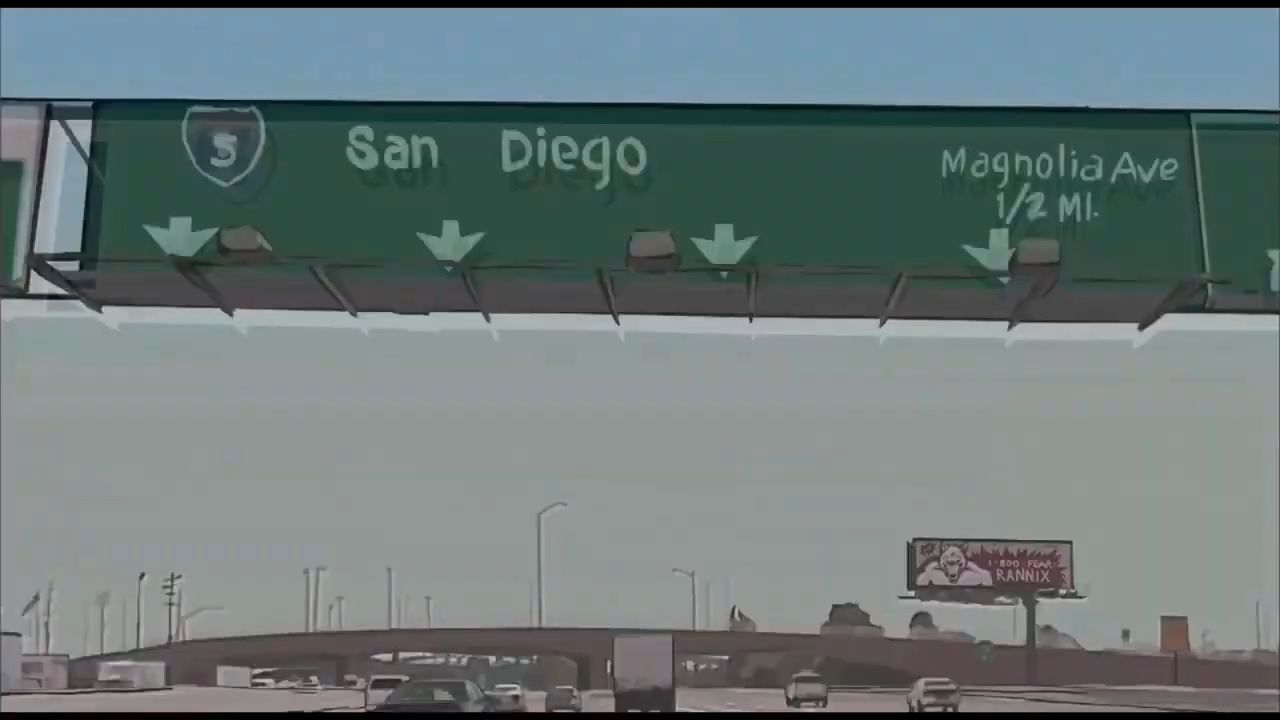 5 San Diego
Magnolia Ave
1/2 MI.
1-800 FEAR
RANNIX